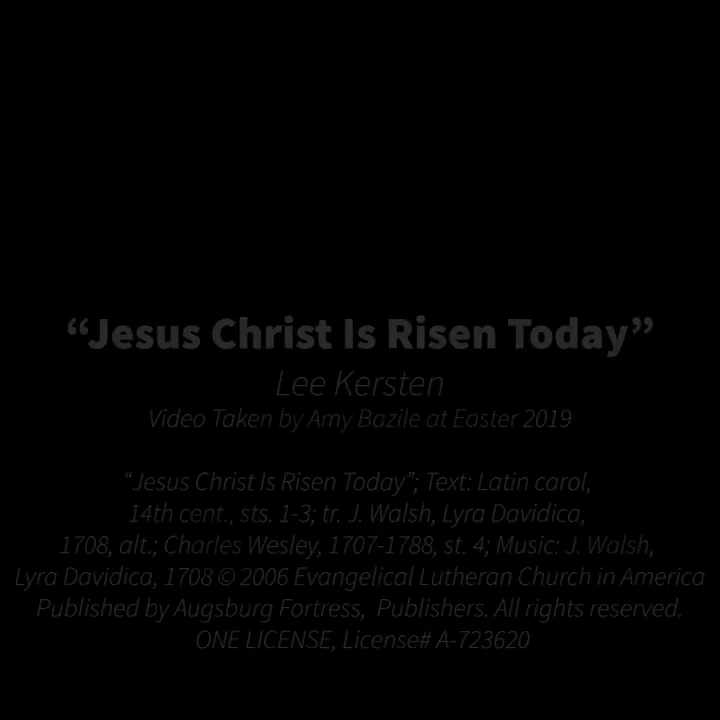 “Jesus Christ Is Risen Today”
Lee Kersten
Video Taken by Amy Bazile at Easter 2019
“Jesus Christ Is Risen Today”; Text: Latin carol,
14th cent., sts. 1-3; tr. J. Walsh, Lyra Davidica,
1708, alt.; Charles Wesley, 1707-1788, st. 4; Music: J. Walsh,
Lyra Davidica, 1708 © 2006 Evangelical Lutheran Church in America
Published by Augsburg Fortress, Publishers. All rights reserved.
ONE LICENSE, License# A-723620